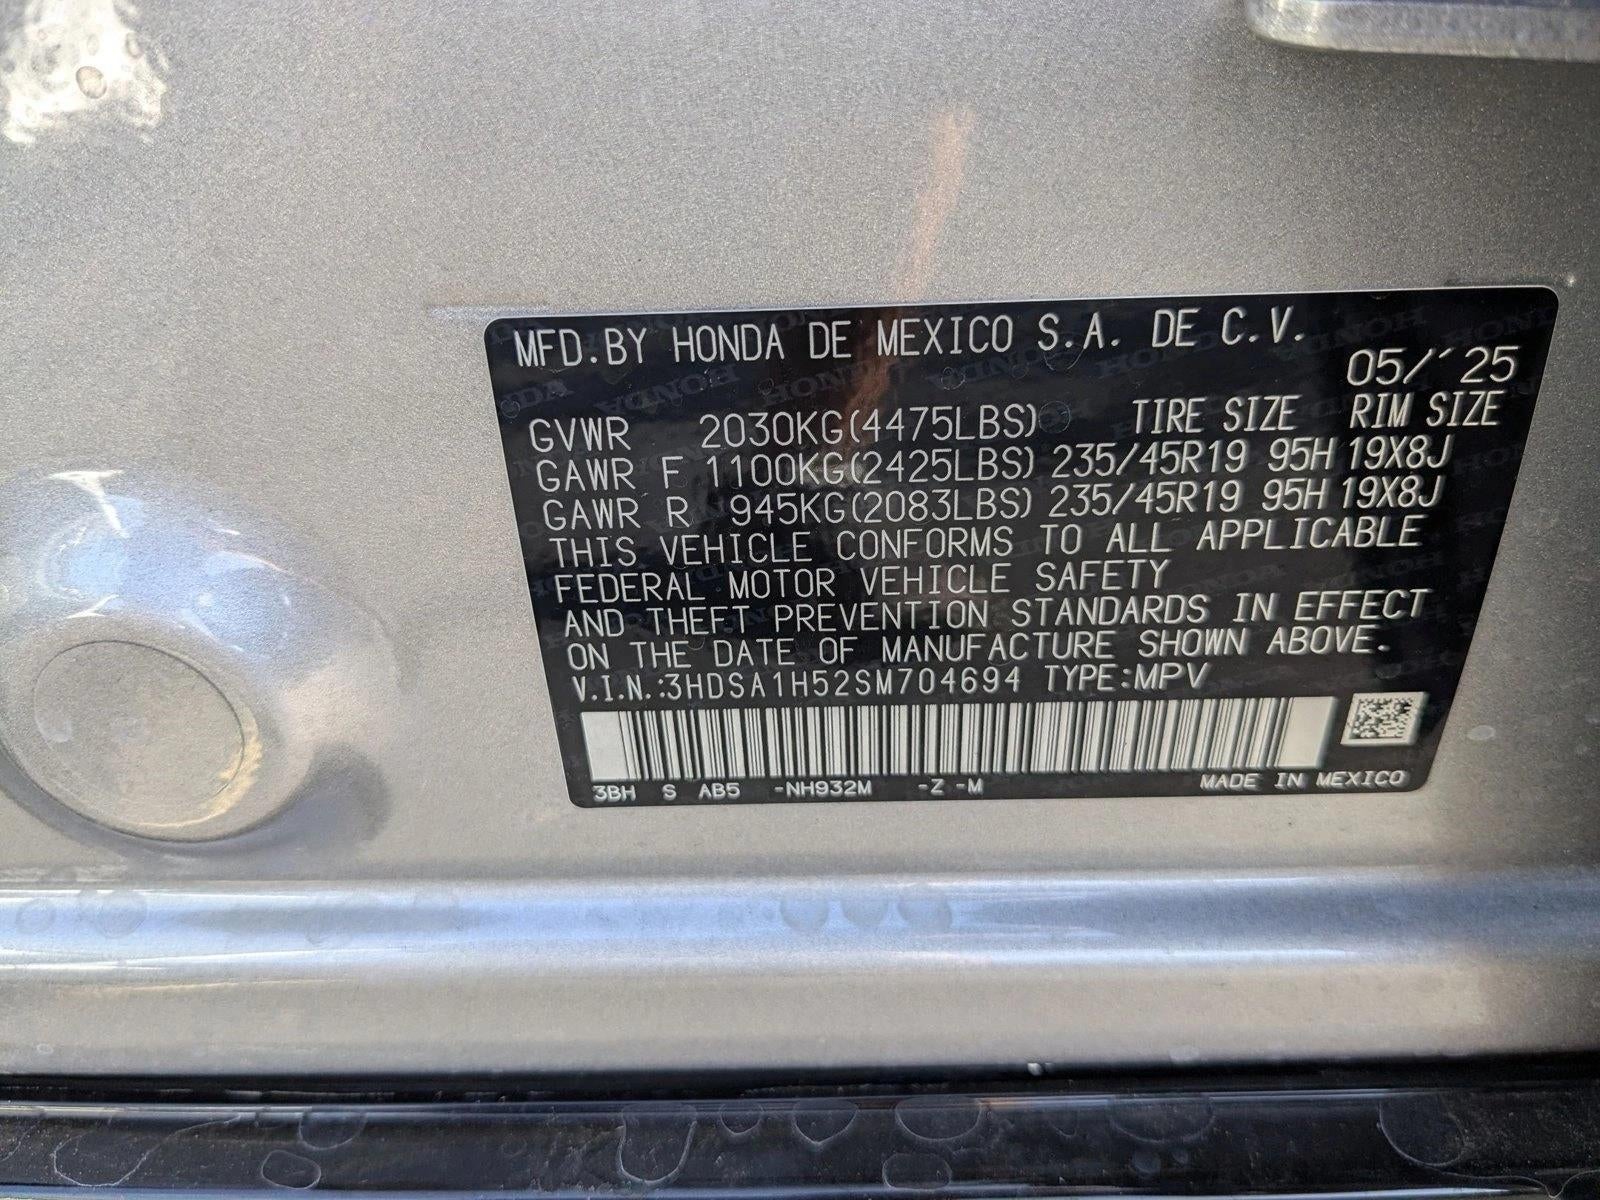 MFD.BY HONDA DE MEXICO S.A. DE C.V.
05/'25
GVWR 2030KG(4475LBS) TIRE SIZE RIM SIZE
GAWR F 1100KG(2425LBS) 235/45R19 95H 19X8J
GAWR R 945KG(2083LBS) 235/45R19 95H 19X8J
THIS VEHICLE CONFORMS TO ALL APPLICABLE
FEDERAL MOTOR VEHICLE SAFETY
AND THEFT PREVENTION STANDARDS IN EFFECT
ON THE DATE OF MANUFACTURE SHOWN ABOVE.
V.I.N.:3HDSA1H52SM704694 TYPE:MPV
3BH S AB5 -NH932M -Z -M MADE IN MEXICO